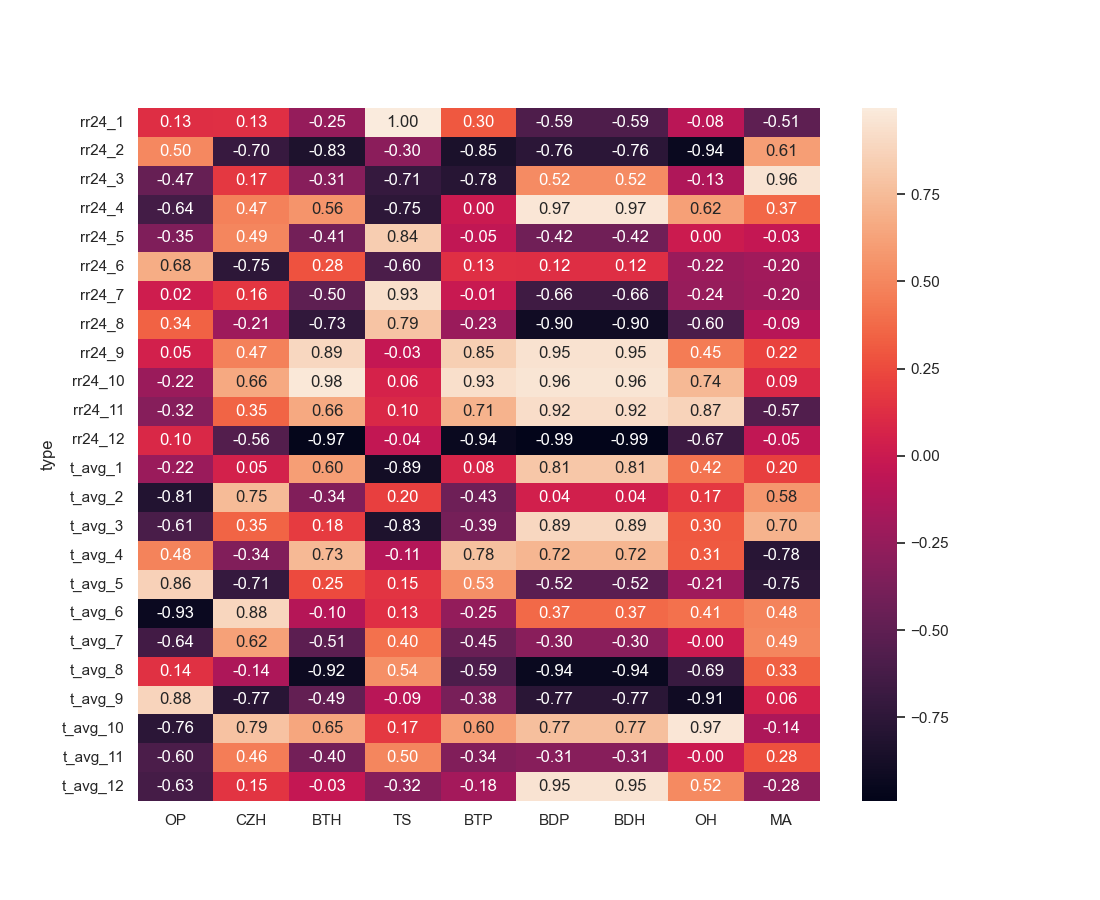 rr24_1 0.13 0.13 -0.25 1.00 0.30 -0.59 -0.59 -0.08 -0.51
rr24_2 0.50 -0.70 -0.83 -0.30 -0.85 -0.76 -0.76 -0.94 0.61
rr24_3 -0.47 0.17 -0.31 -0.71 -0.78 0.52 0.52 -0.13 0.96
0.75
rr24_4 -0.64 0.47 0.56 -0.75 0.00 0.97 0.97 0.62 0.37
rr24_5 -0.35 0.49 -0.41 0.84 -0.05 -0.42 -0.42 0.00 -0.03
rr24_6 0.68 -0.75 0.28 -0.60 0.13 0.12 0.12 -0.22 -0.20
0.50
rr24_7 0.02 0.16 -0.50 0.93 -0.01 -0.66 -0.66 -0.24 -0.20
rr24_8 0.34 -0.21 -0.73 0.79 -0.23 -0.90 -0.90 -0.60 -0.09
rr24_9 0.05 0.47 0.89 -0.03 0.85 0.95 0.95 0.45 0.22
0.25
rr24_10 -0.22 0.66 0.98 0.06 0.93 0.96 0.96 0.74 0.09
rr24_11 -0.32 0.35 0.66 0.10 0.71 0.92 0.92 0.87 -0.57
rr24_12 0.10 -0.56 -0.97 -0.04 -0.94 -0.99 -0.99 -0.67 -0.05
type
0.00
t_avg_1 -0.22 0.05 0.60 -0.89 0.08 0.81 0.81 0.42 0.20
t_avg_2 -0.81 0.75 -0.34 0.20 -0.43 0.04 0.04 0.17 0.58
t_avg_3 -0.61 0.35 0.18 -0.83 -0.39 0.89 0.89 0.30 0.70
-0.25
t_avg_4 0.48 -0.34 0.73 -0.11 0.78 0.72 0.72 0.31 -0.78
t_avg_5 0.86 -0.71 0.25 0.15 0.53 -0.52 -0.52 -0.21 -0.75
t_avg_6 -0.93 0.88 -0.10 0.13 -0.25 0.37 0.37 0.41 0.48
-0.50
t_avg_7 -0.64 0.62 -0.51 0.40 -0.45 -0.30 -0.30 -0.00 0.49
t_avg_8 0.14 -0.14 -0.92 0.54 -0.59 -0.94 -0.94 -0.69 0.33
t_avg_9 0.88 -0.77 -0.49 -0.09 -0.38 -0.77 -0.77 -0.91 0.06
-0.75
t_avg_10 -0.76 0.79 0.65 0.17 0.60 0.77 0.77 0.97 -0.14
t_avg_11 -0.60 0.46 -0.40 0.50 -0.34 -0.31 -0.31 -0.00 0.28
t_avg_12 -0.63 0.15 -0.03 -0.32 -0.18 0.95 0.95 0.52 -0.28
OP CZH BTH TS BTP BDP BDH OH MA